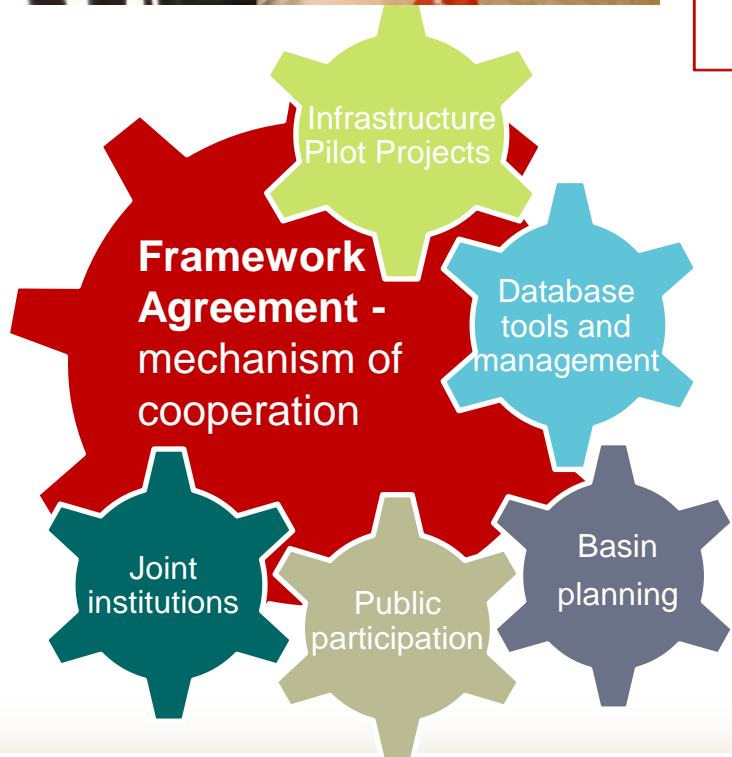 Infrastructure
Pilot Projects
Framework
Agreement -
mechanism of
cooperation
Database
tools and
management
Basin
planning
Public
participation
Joint
institutions